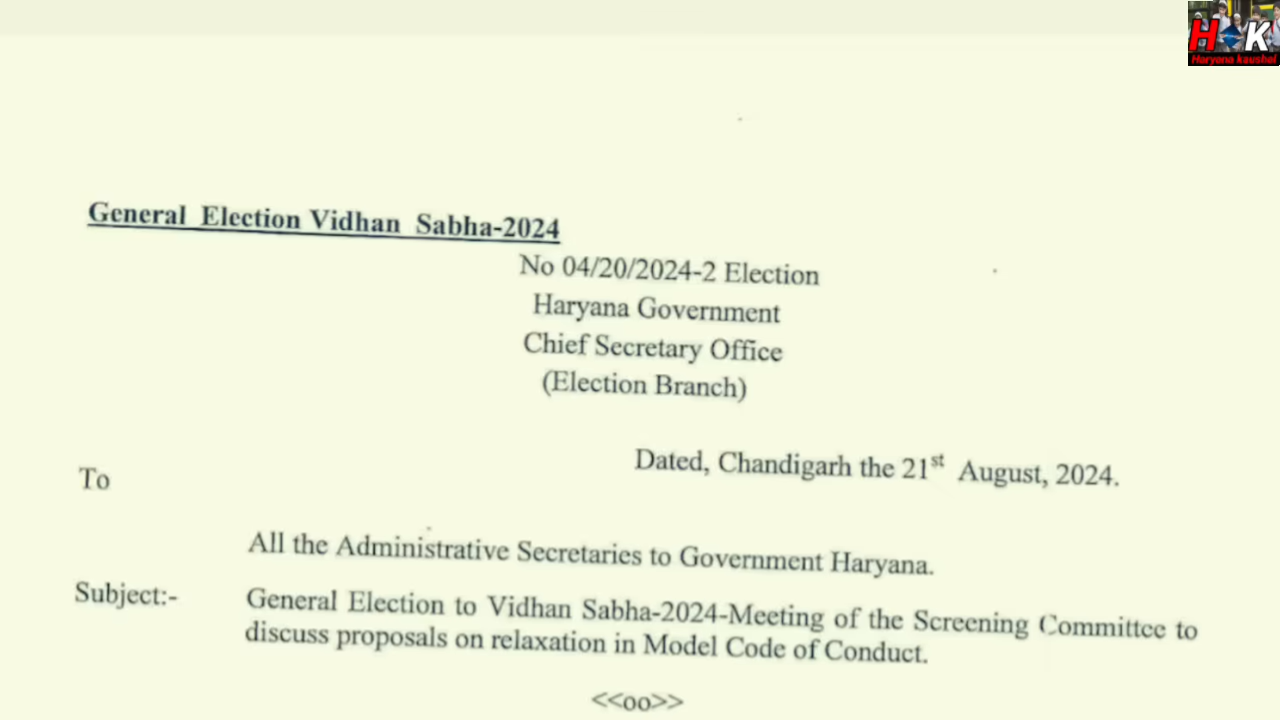 H K
Haryana kaushal
General Election Vidhan Sabha-2024
No 04/20/2024-2 Election
Haryana Government
Chief Secretary Office
(Election Branch)
Dated, Chandigarh the 21st August, 2024.
To
All the Administrative Secretaries to Government Haryana.
Subject:- General Election to Vidhan Sabha-2024-Meeting of the Screening Committee to
discuss proposals on relaxation in Model Code of Conduct.
<<oo>>